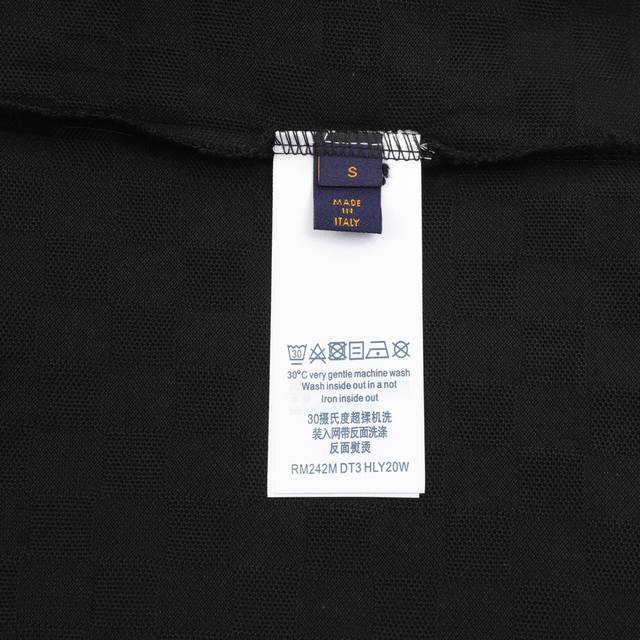 S
MADE
IN
ITALY
30
30°C very gentle machine wash
Wash inside out in a not
Iron inside out
30摄氏度超揉机洗
装入网带反面洗涤
反面熨烫
RM242M DT3 HLY20W